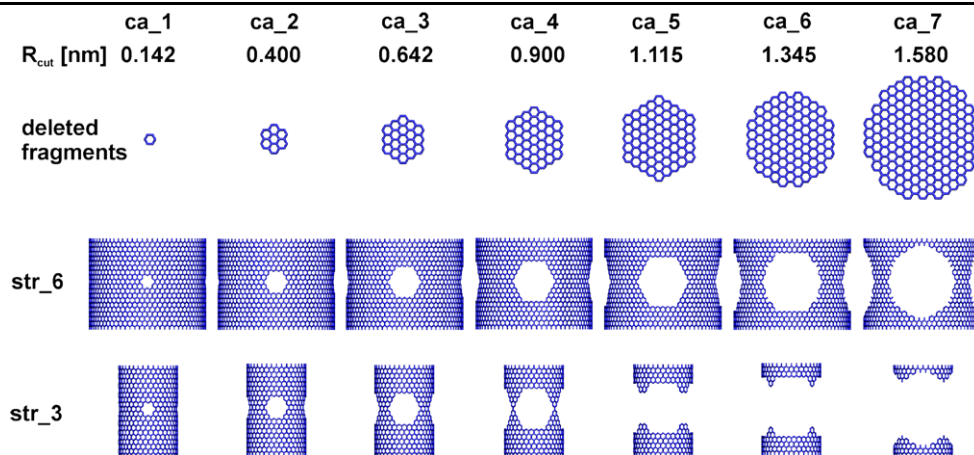 ca_1 ca_2 ca_3 ca_4 ca_5 ca_6 ca_7
Rcut [nm] 0.142 0.400 0.642 0.900 1.115 1.345 1.580
deleted
fragments
str_6
str_3